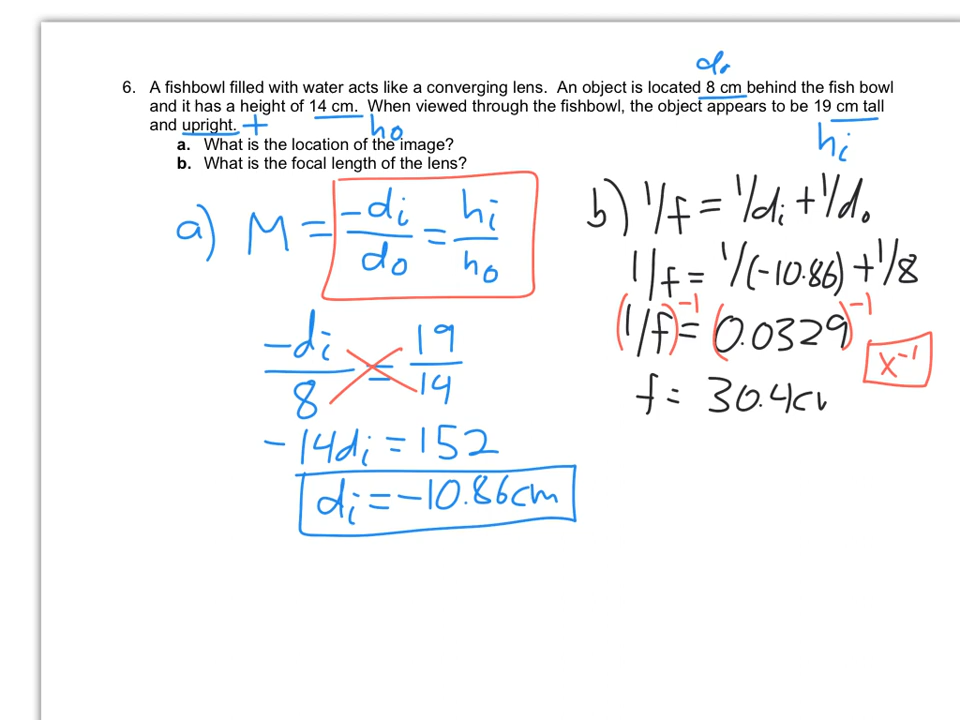 do
6. A fishbowl filled with water acts like a converging lens. An object is located 8 cm behind the fish bowl
and it has a height of 14 cm. When viewed through the fishbowl, the object appears to be 19 cm tall
and upright. +
ho
hi
a. What is the location of the image?
b. What is the focal length of the lens?
a) M = -di/do = hi/ho
-di/8 = 19/14
-14di = 152
di = -10.86cm
b) 1/f = 1/di + 1/do
1/f = 1/(-10.86) + 1/8
(1/f)^-1 = (0.0329)^-1
x^-1
f = 30.4cm